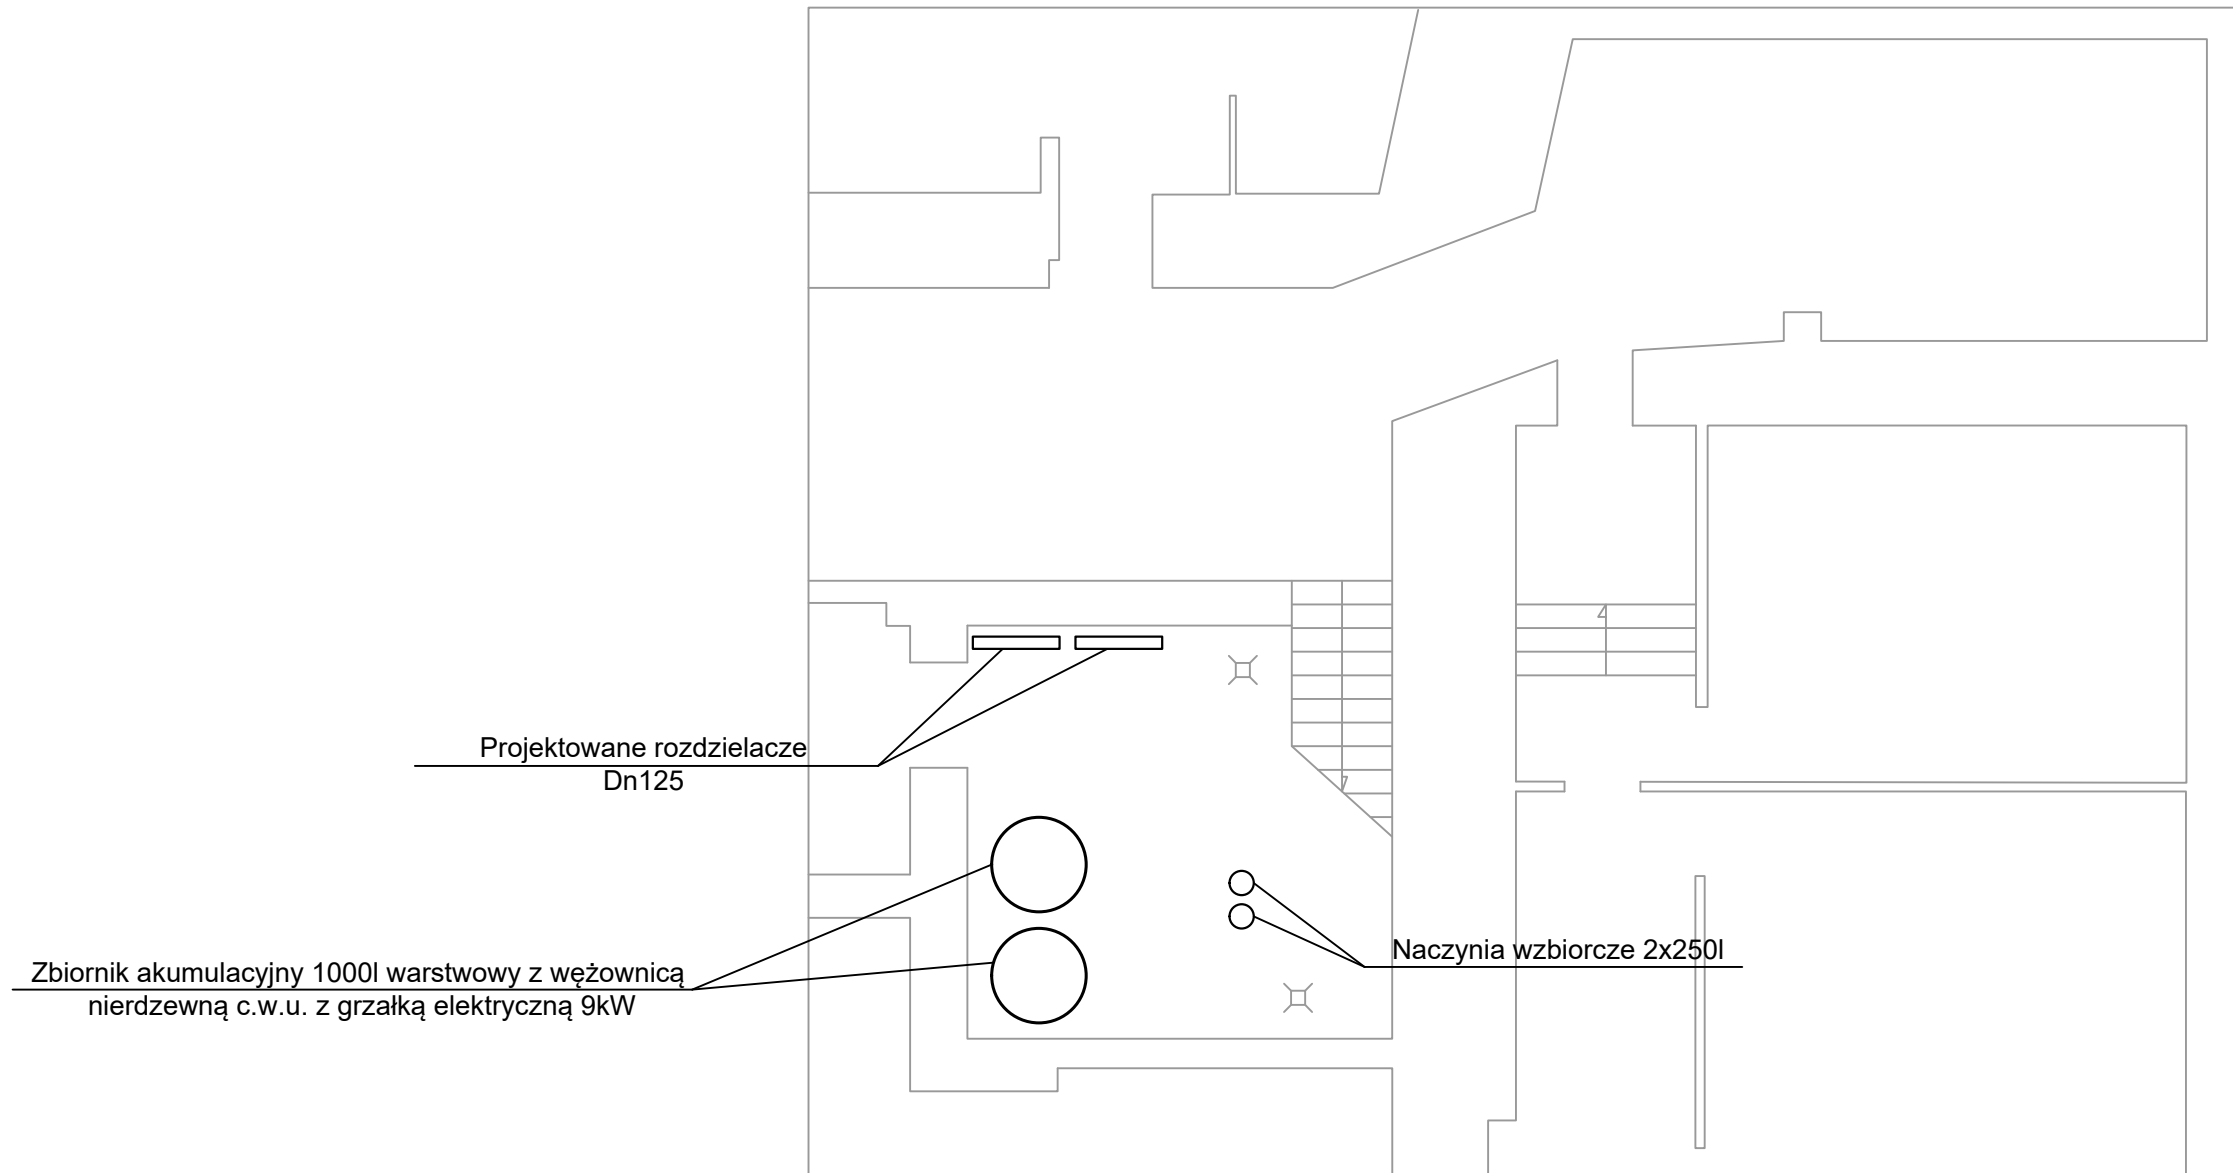 Projektowane rozdzielacze
Dn125
Zbiornik akumulacyjny 1000l warstwowy z wężownicą
nierdzewną c.w.u. z grzałką elektryczną 9kW
Naczynia wzbiorcze 2x250l